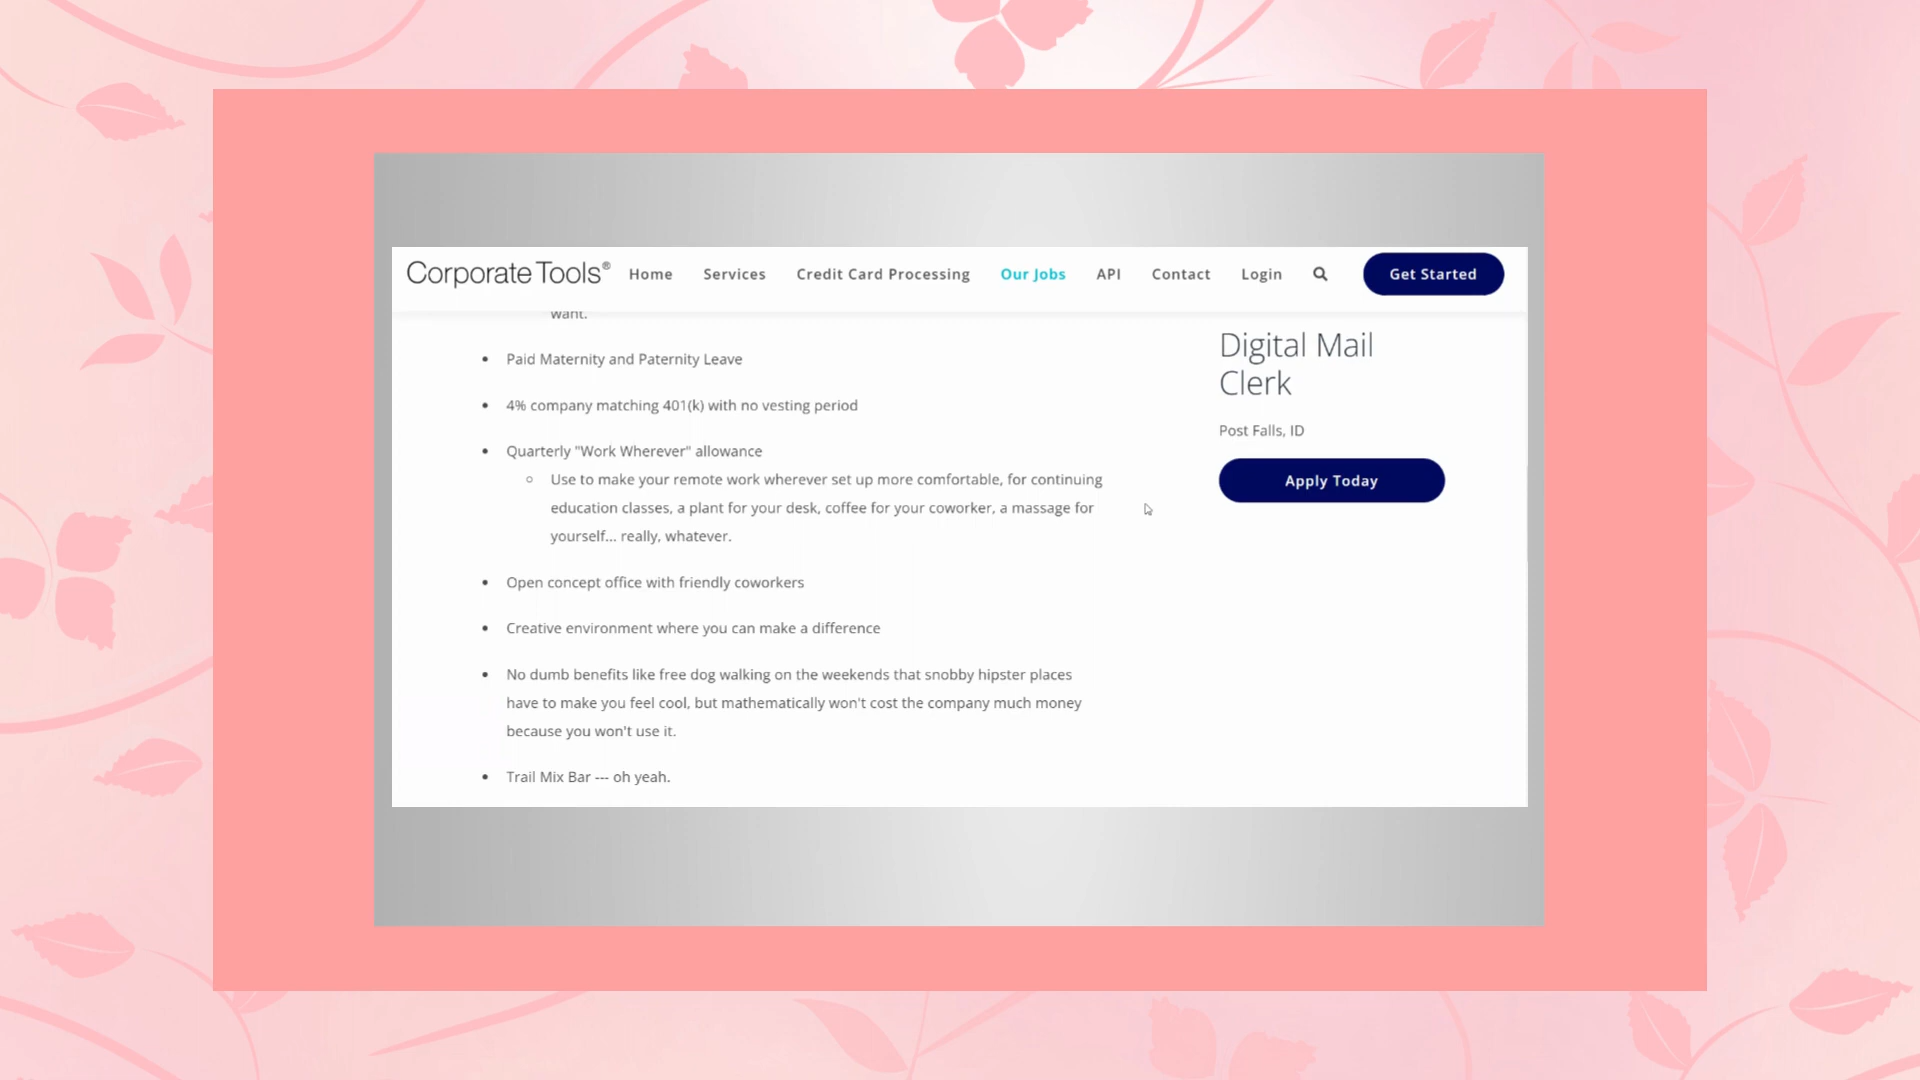 Corporate Tools® Home Services Credit Card Processing Our Jobs API Contact Login Get Started
want.
Digital Mail
Clerk
Post Falls, ID
Apply Today
• Paid Maternity and Paternity Leave
• 4% company matching 401(k) with no vesting period
• Quarterly "Work Wherever" allowance
○ Use to make your remote work wherever set up more comfortable, for continuing
education classes, a plant for your desk, coffee for your coworker, a massage for
yourself... really, whatever.
• Open concept office with friendly coworkers
• Creative environment where you can make a difference
• No dumb benefits like free dog walking on the weekends that snobby hipster places
have to make you feel cool, but mathematically won't cost the company much money
because you won't use it.
• Trail Mix Bar --- oh yeah.